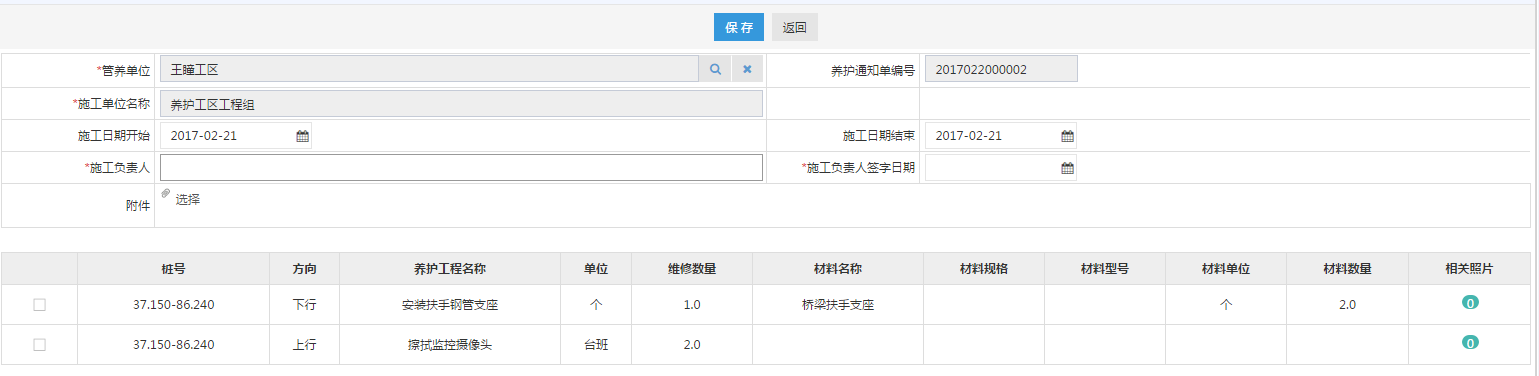 保 存 返回
*管养单位 王瞳工区 养护通知单编号 2017022000002
*施工单位名称 养护工区工程组
施工日期开始 2017-02-21 施工日期结束 2017-02-21
*施工负责人 *施工负责人签字日期
附件 选择
桩号 方向 养护工程名称 单位 维修数量 材料名称 材料规格 材料型号 材料单位 材料数量 相关照片
37.150-86.240 下行 安装扶手钢管支座 个 1.0 桥梁扶手支座 个 2.0 0
37.150-86.240 上行 擦拭监控摄像头 台班 2.0 0